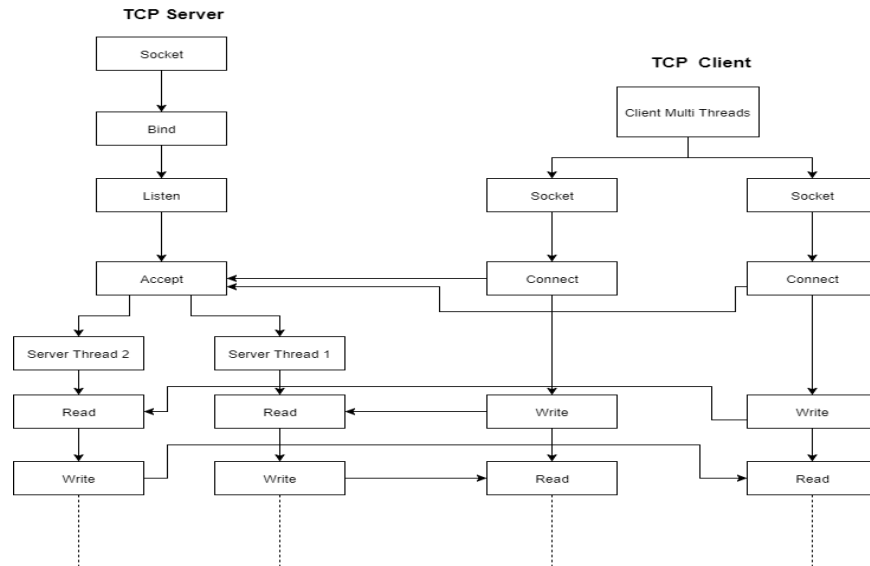 TCP Server
Socket
TCP Client
Client Multi Threads
Bind
Listen
Socket
Socket
Accept
Connect
Connect
Server Thread 2
Server Thread 1
Read
Read
Write
Write
Write
Write
Read
Read